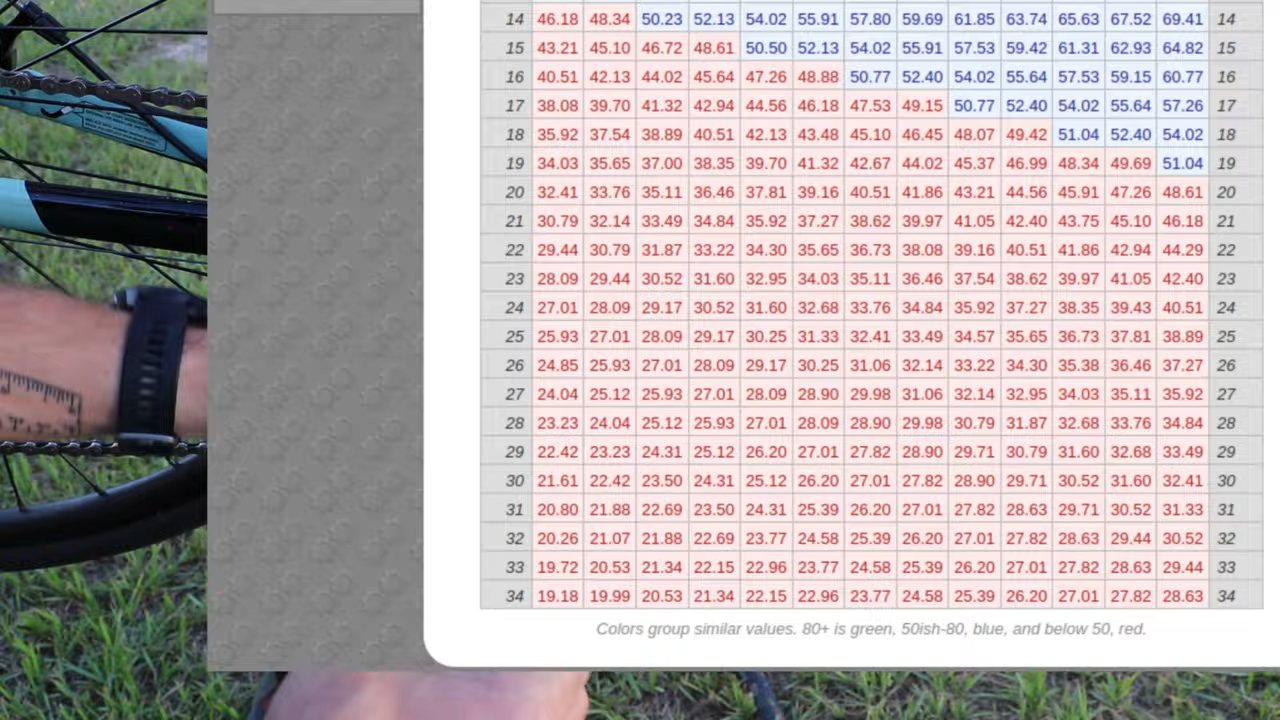 14 46.18 48.34 50.23 52.13 54.02 55.91 57.80 59.69 61.85 63.74 65.63 67.52 69.41 14
15 43.21 45.10 46.72 48.61 50.50 52.13 54.02 55.91 57.53 59.42 61.31 62.93 64.82 15
16 40.51 42.13 44.02 45.64 47.26 48.88 50.77 52.40 54.02 55.64 57.53 59.15 60.77 16
17 38.08 39.70 41.32 42.94 44.56 46.18 47.53 49.15 50.77 52.40 54.02 55.64 57.26 17
18 35.92 37.54 38.89 40.51 42.13 43.48 45.10 46.45 48.07 49.42 51.04 52.40 54.02 18
19 34.03 35.65 37.00 38.35 39.70 41.32 42.67 44.02 45.37 46.99 48.34 49.69 51.04 19
20 32.41 33.76 35.11 36.46 37.81 39.16 40.51 41.86 43.21 44.56 45.91 47.26 48.61 20
21 30.79 32.14 33.49 34.84 35.92 37.27 38.62 39.97 41.05 42.40 43.75 45.10 46.18 21
22 29.44 30.79 31.87 33.22 34.30 35.65 36.73 38.08 39.16 40.51 41.86 42.94 44.29 22
23 28.09 29.44 30.52 31.60 32.95 34.03 35.11 36.46 37.54 38.62 39.97 41.05 42.40 23
24 27.01 28.09 29.17 30.52 31.60 32.68 33.76 34.84 35.92 37.27 38.35 39.43 40.51 24
25 25.93 27.01 28.09 29.17 30.25 31.33 32.41 33.49 34.57 35.65 36.73 37.81 38.89 25
26 24.85 25.93 27.01 28.09 29.17 30.25 31.06 32.14 33.22 34.30 35.38 36.46 37.27 26
27 24.04 25.12 25.93 27.01 28.09 28.90 29.98 31.06 32.14 32.95 34.03 35.11 35.92 27
28 23.23 24.04 25.12 25.93 27.01 28.09 28.90 29.98 30.79 31.87 32.68 33.76 34.84 28
29 22.42 23.23 24.31 25.12 26.20 27.01 27.82 28.90 29.71 30.79 31.60 32.68 33.49 29
30 21.61 22.42 23.50 24.31 25.12 26.20 27.01 27.82 28.90 29.71 30.52 31.60 32.41 30
31 20.80 21.88 22.69 23.50 24.31 25.39 26.20 27.01 27.82 28.63 29.71 30.52 31.33 31
32 20.26 21.07 21.88 22.69 23.77 24.58 25.39 26.20 27.01 27.82 28.63 29.44 30.52 32
33 19.72 20.53 21.34 22.15 22.96 23.77 24.58 25.39 26.20 27.01 27.82 28.63 29.44 33
34 19.18 19.99 20.53 21.34 22.15 22.96 23.77 24.58 25.39 26.20 27.01 27.82 28.63 34
Colors group similar values. 80+ is green, 50ish-80, blue, and below 50, red.